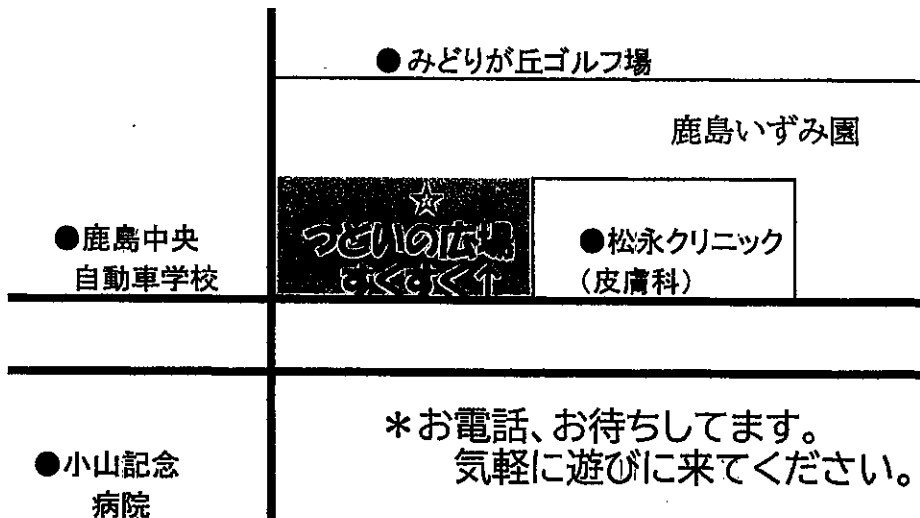 ●みどりが丘ゴルフ場
鹿島いずみ園
☆
つどいの広場
すくすく↑
●鹿島中央
自動車学校
●松永クリニック
(皮膚科)
＊お電話、お待ちしてます。
気軽に遊びに来てください。
●小山記念
病院